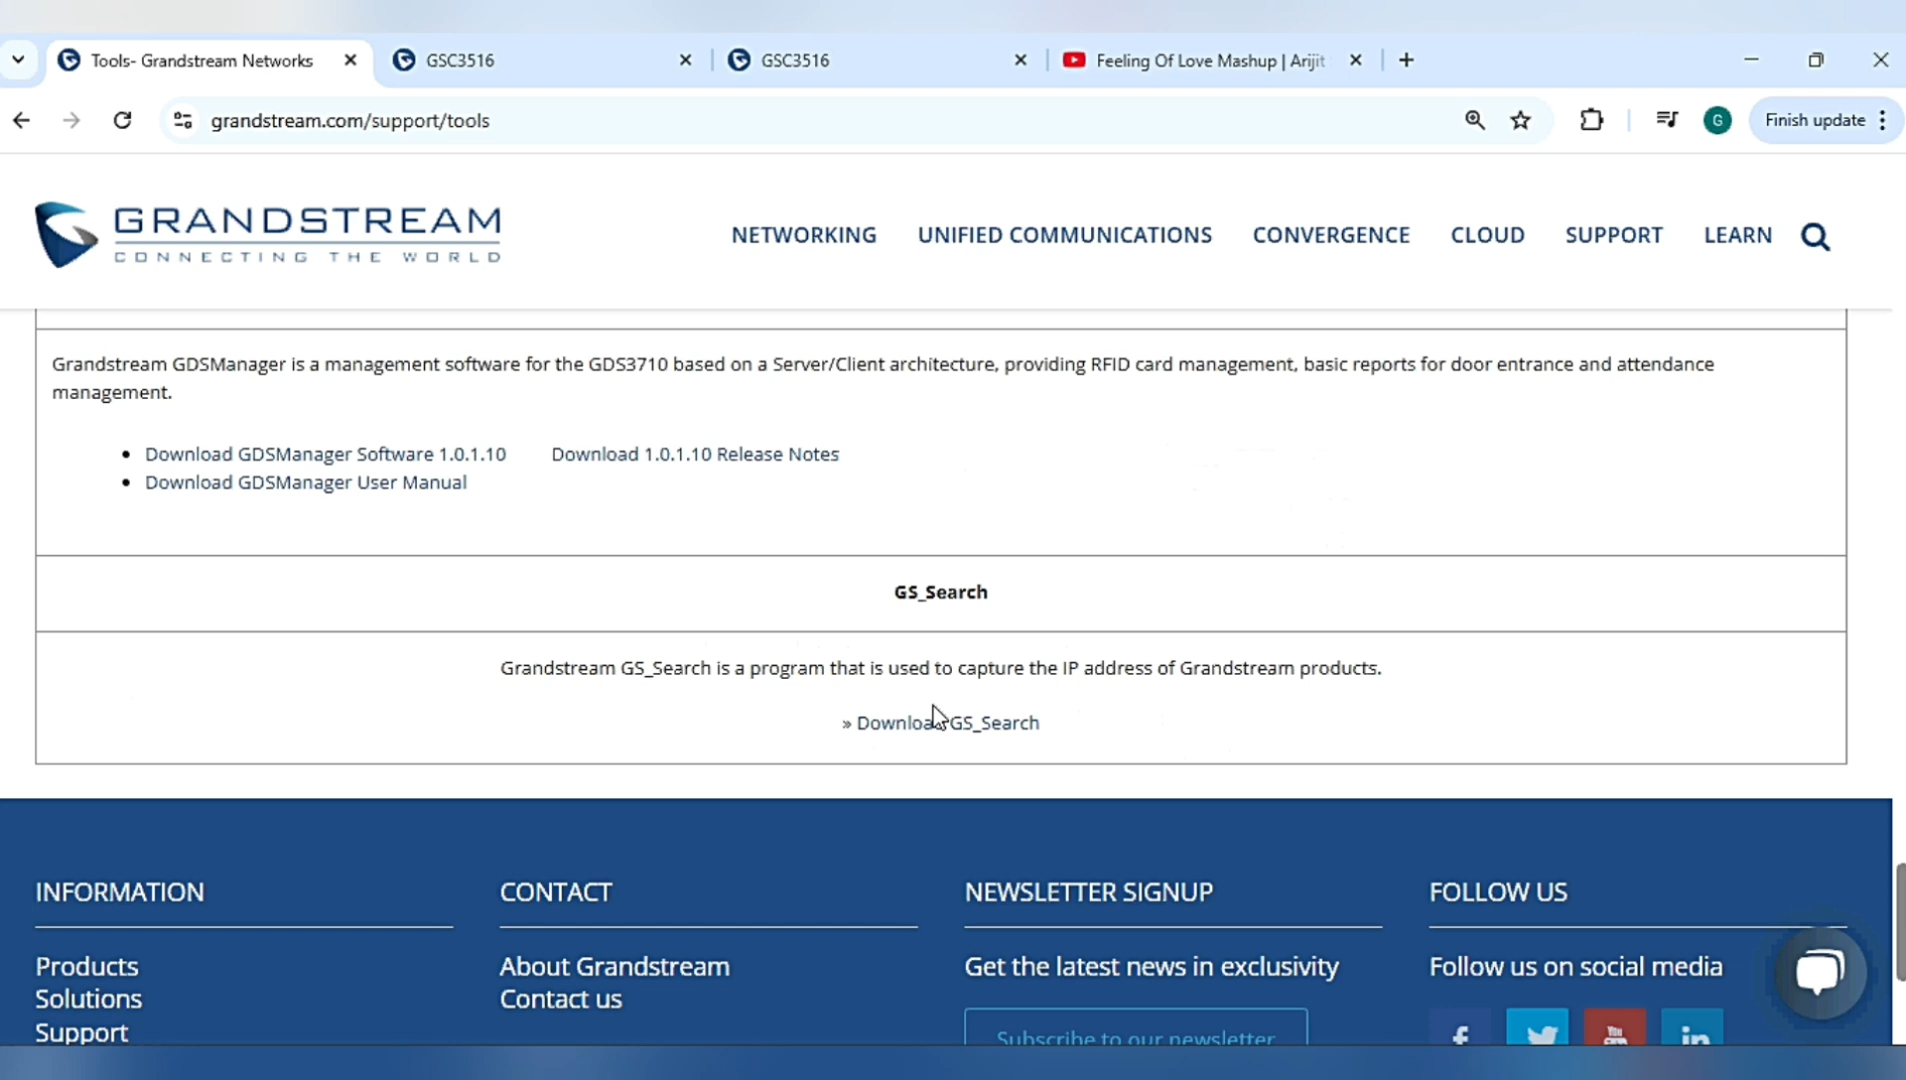 Tools- Grandstream Networks
GSC3516
GSC3516
Feeling Of Love Mashup | Arijit
grandstream.com/support/tools
G
Finish update
GRANDSTREAM
CONNECTING THE WORLD
NETWORKING
UNIFIED COMMUNICATIONS
CONVERGENCE
CLOUD
SUPPORT
LEARN
Grandstream GDSManager is a management software for the GDS3710 based on a Server/Client architecture, providing RFID card management, basic reports for door entrance and attendance
management.
• Download GDSManager Software 1.0.1.10 Download 1.0.1.10 Release Notes
• Download GDSManager User Manual
GS_Search
Grandstream GS_Search is a program that is used to capture the IP address of Grandstream products.
» Download GS_Search
INFORMATION
Products
Solutions
Support
CONTACT
About Grandstream
Contact us
NEWSLETTER SIGNUP
Get the latest news in exclusivity
Subscribe to our newsletter
FOLLOW US
Follow us on social media
f
You
in